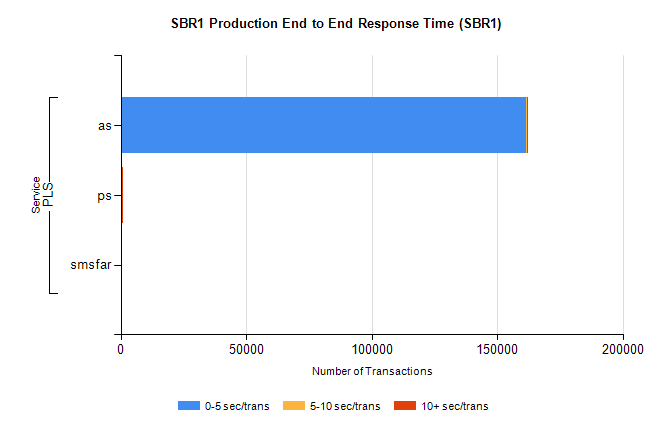 SBR1 Production End to End Response Time (SBR1)
Service
PLS
as
ps
smsfar
0
50000
100000
150000
200000
Number of Transactions
0-5 sec/trans
5-10 sec/trans
10+ sec/trans